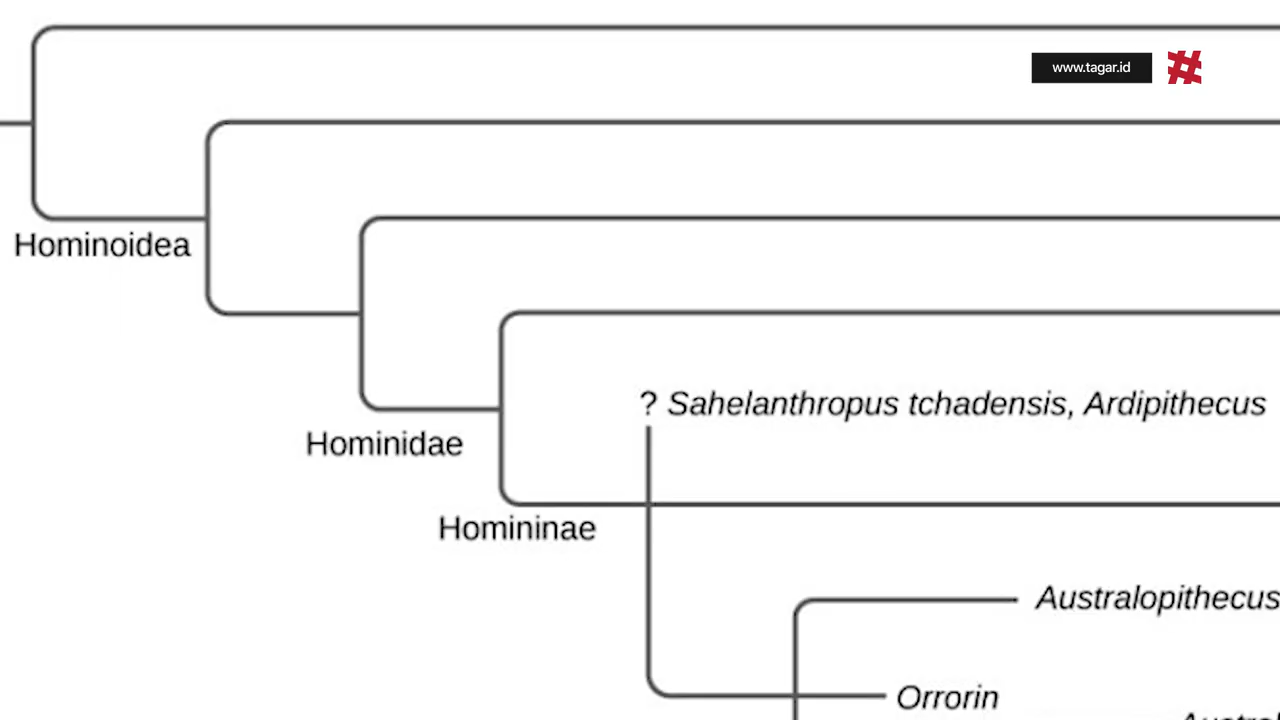 www.tagar.id
Hominoidea
? Sahelanthropus tchadensis, Ardipithecus
Hominidae
Homininae
Australopithecus
Orrorin